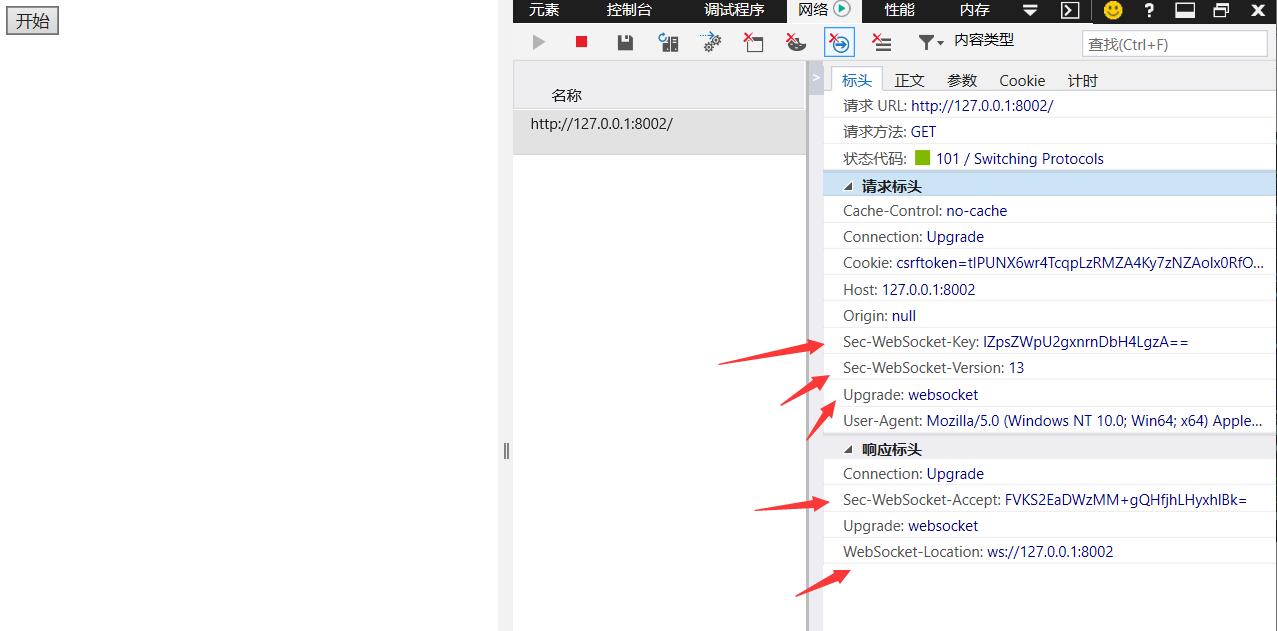 开始
元素 控制台 调试程序 网络 性能 内存 ?
内容类型 查找(Ctrl+F)
名称
http://127.0.0.1:8002/
标头 正文 参数 Cookie 计时
请求 URL: http://127.0.0.1:8002/
请求方法: GET
状态代码: 101 / Switching Protocols
请求标头
Cache-Control: no-cache
Connection: Upgrade
Cookie: csrftoken=tlPUNX6wr4TcqpLzRMZA4Ky7zNZAolx0RfO...
Host: 127.0.0.1:8002
Origin: null
Sec-WebSocket-Key: lZpsZWpU2gxnrnDbH4LgzA==
Sec-WebSocket-Version: 13
Upgrade: websocket
User-Agent: Mozilla/5.0 (Windows NT 10.0; Win64; x64) Apple...
响应标头
Connection: Upgrade
Sec-WebSocket-Accept: FVKS2EaDWzMM+gQHfjhLHyxhlBk=
Upgrade: websocket
WebSocket-Location: ws://127.0.0.1:8002